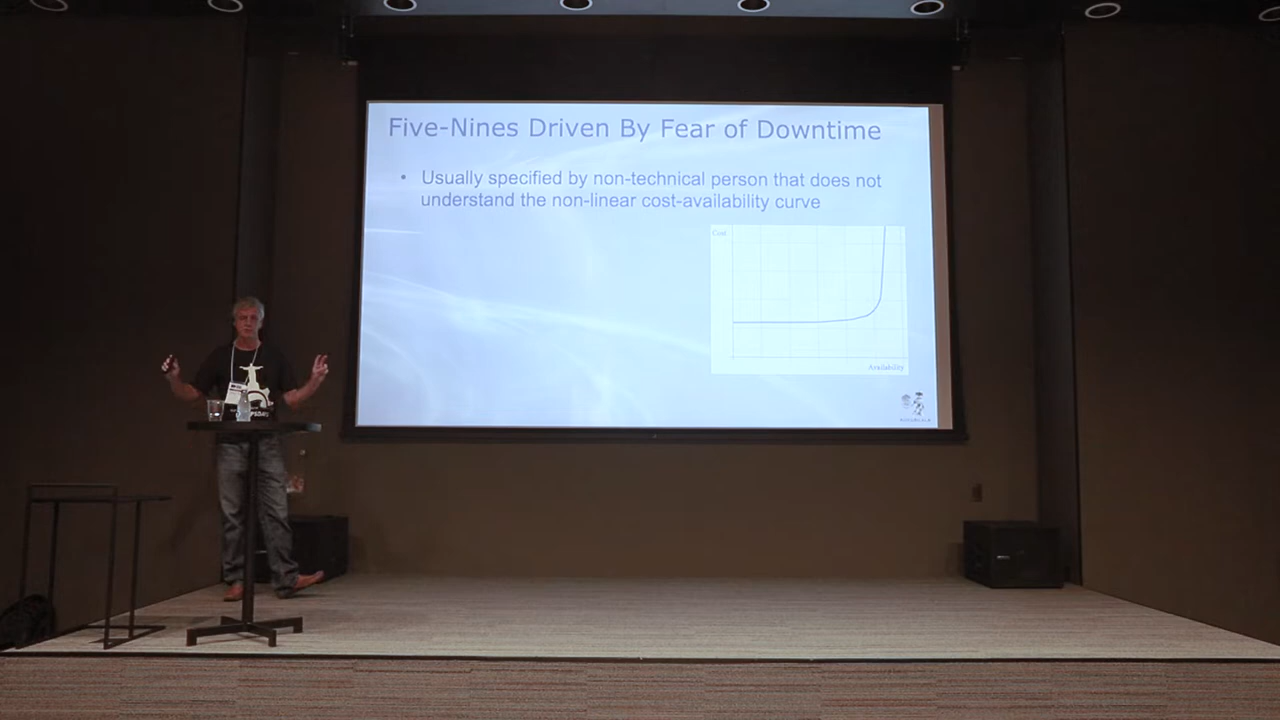 Five-Nines Driven By Fear of Downtime
• Usually specified by non-technical person that does not
understand the non-linear cost-availability curve
Cost
Availability